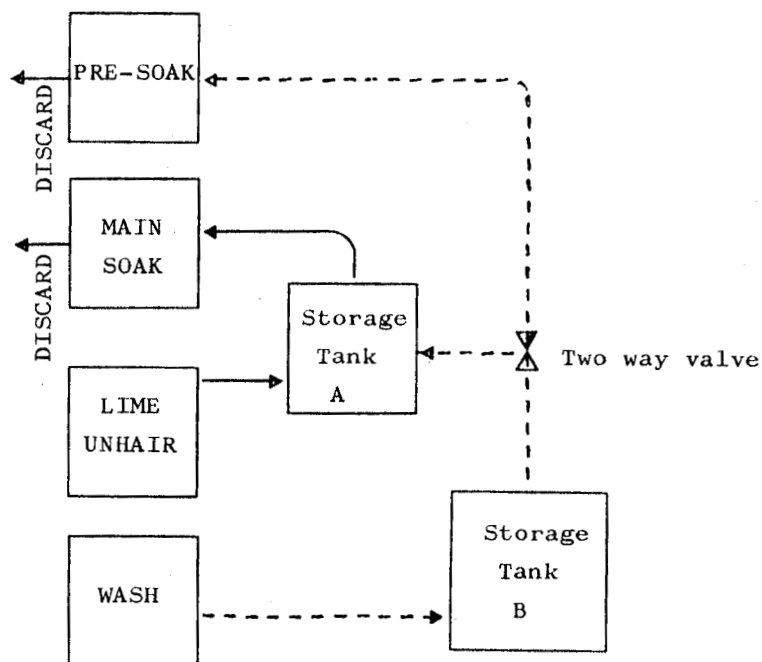 PRE-SOAK
DISCARD
MAIN
SOAK
DISCARD
Storage
Tank
A
Two way valve
LIME
UNHAIR
Storage
Tank
B
WASH